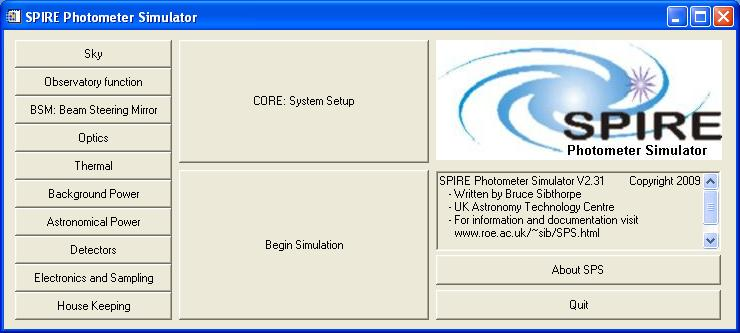 SPIRE Photometer Simulator
Sky
Observatory function
BSM: Beam Steering Mirror
Optics
Thermal
Background Power
Astronomical Power
Detectors
Electronics and Sampling
House Keeping
CORE: System Setup
Begin Simulation
SPIRE
Photometer Simulator
SPIRE Photometer Simulator V2.31 Copyright 2009
- Written by Bruce Sibthorpe
- UK Astronomy Technology Centre
- For information and documentation visit
www.roe.ac.uk/~sib/SPS.html
About SPS
Quit